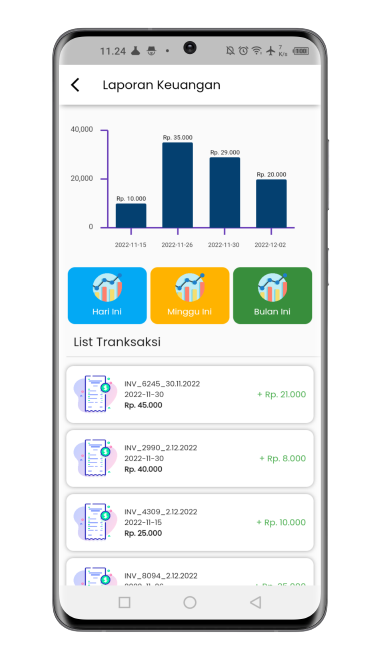 11.24
7
K/s
Laporan Keuangan
40,000
20,000
0
Rp. 10.000
Rp. 35.000
Rp. 29.000
Rp. 20.000
2022-11-15
2022-11-26
2022-11-30
2022-12-02
Hari Ini
Minggu Ini
Bulan Ini
List Tranksaksi
INV_6245_30.11.2022
2022-11-30
Rp. 45.000
+ Rp. 21.000
INV_2990_2.12.2022
2022-11-30
Rp. 40.000
+ Rp. 8.000
INV_4309_2.12.2022
2022-11-15
Rp. 25.000
+ Rp. 10.000
INV_8094_2.12.2022